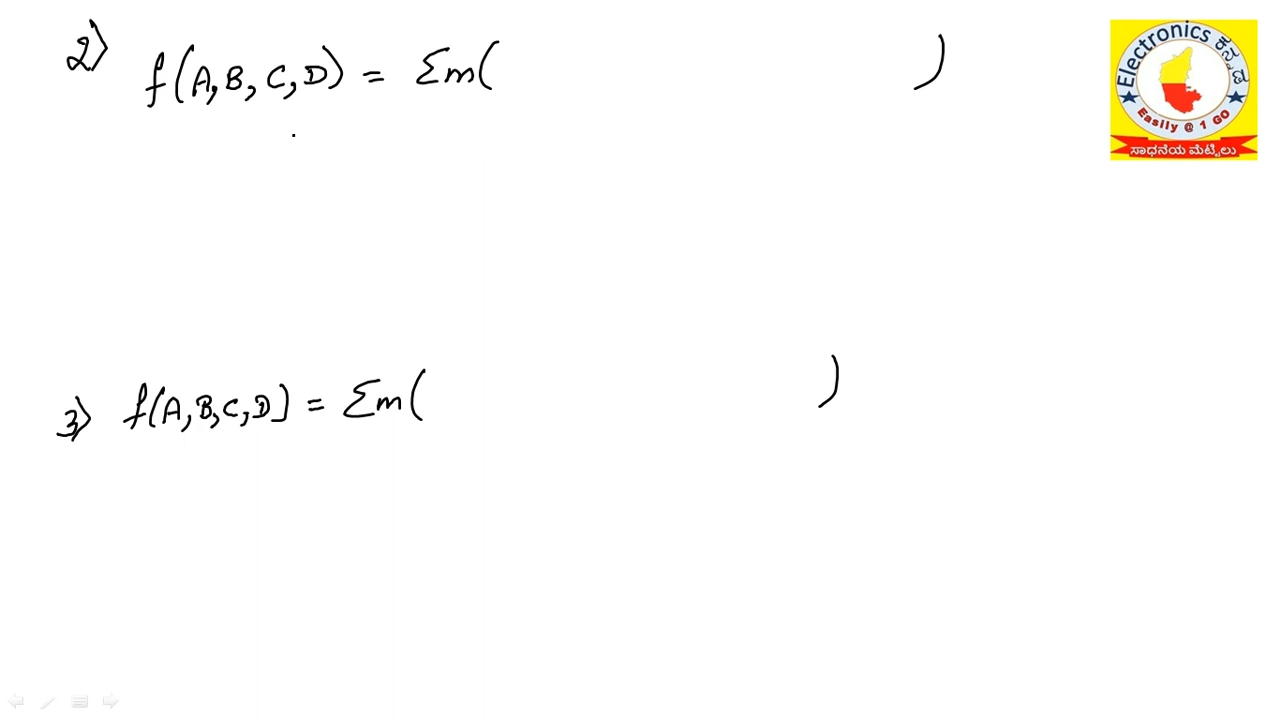 2) f(A,B,C,D) = Σm( )
Electronics ಕನ್ನಡ
Easily @ 1 GO
ಸಾಧನೆಯ ಮೆಟ್ಟಿಲು
3) f(A,B,C,D) = Σm( )